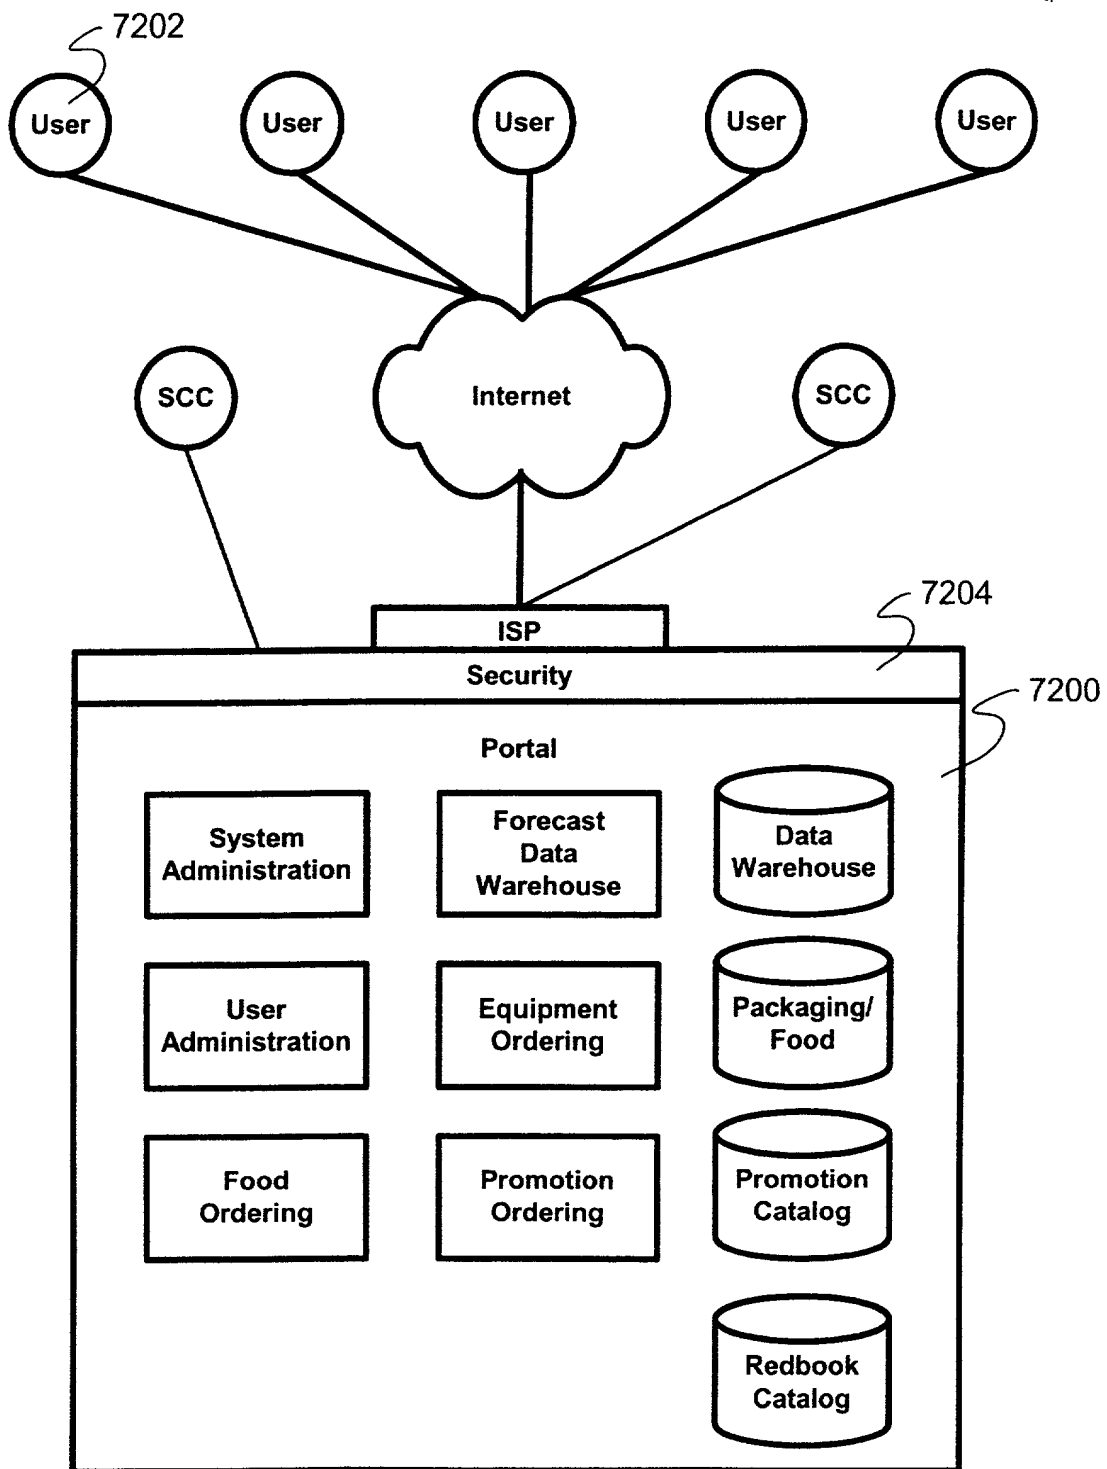 7202
User
User
User
User
User
SCC
Internet
SCC
7204
ISP
Security
7200
Portal
System
Administration
Forecast
Data
Warehouse
Data
Warehouse
User
Administration
Equipment
Ordering
Packaging/
Food
Food
Ordering
Promotion
Ordering
Promotion
Catalog
Redbook
Catalog